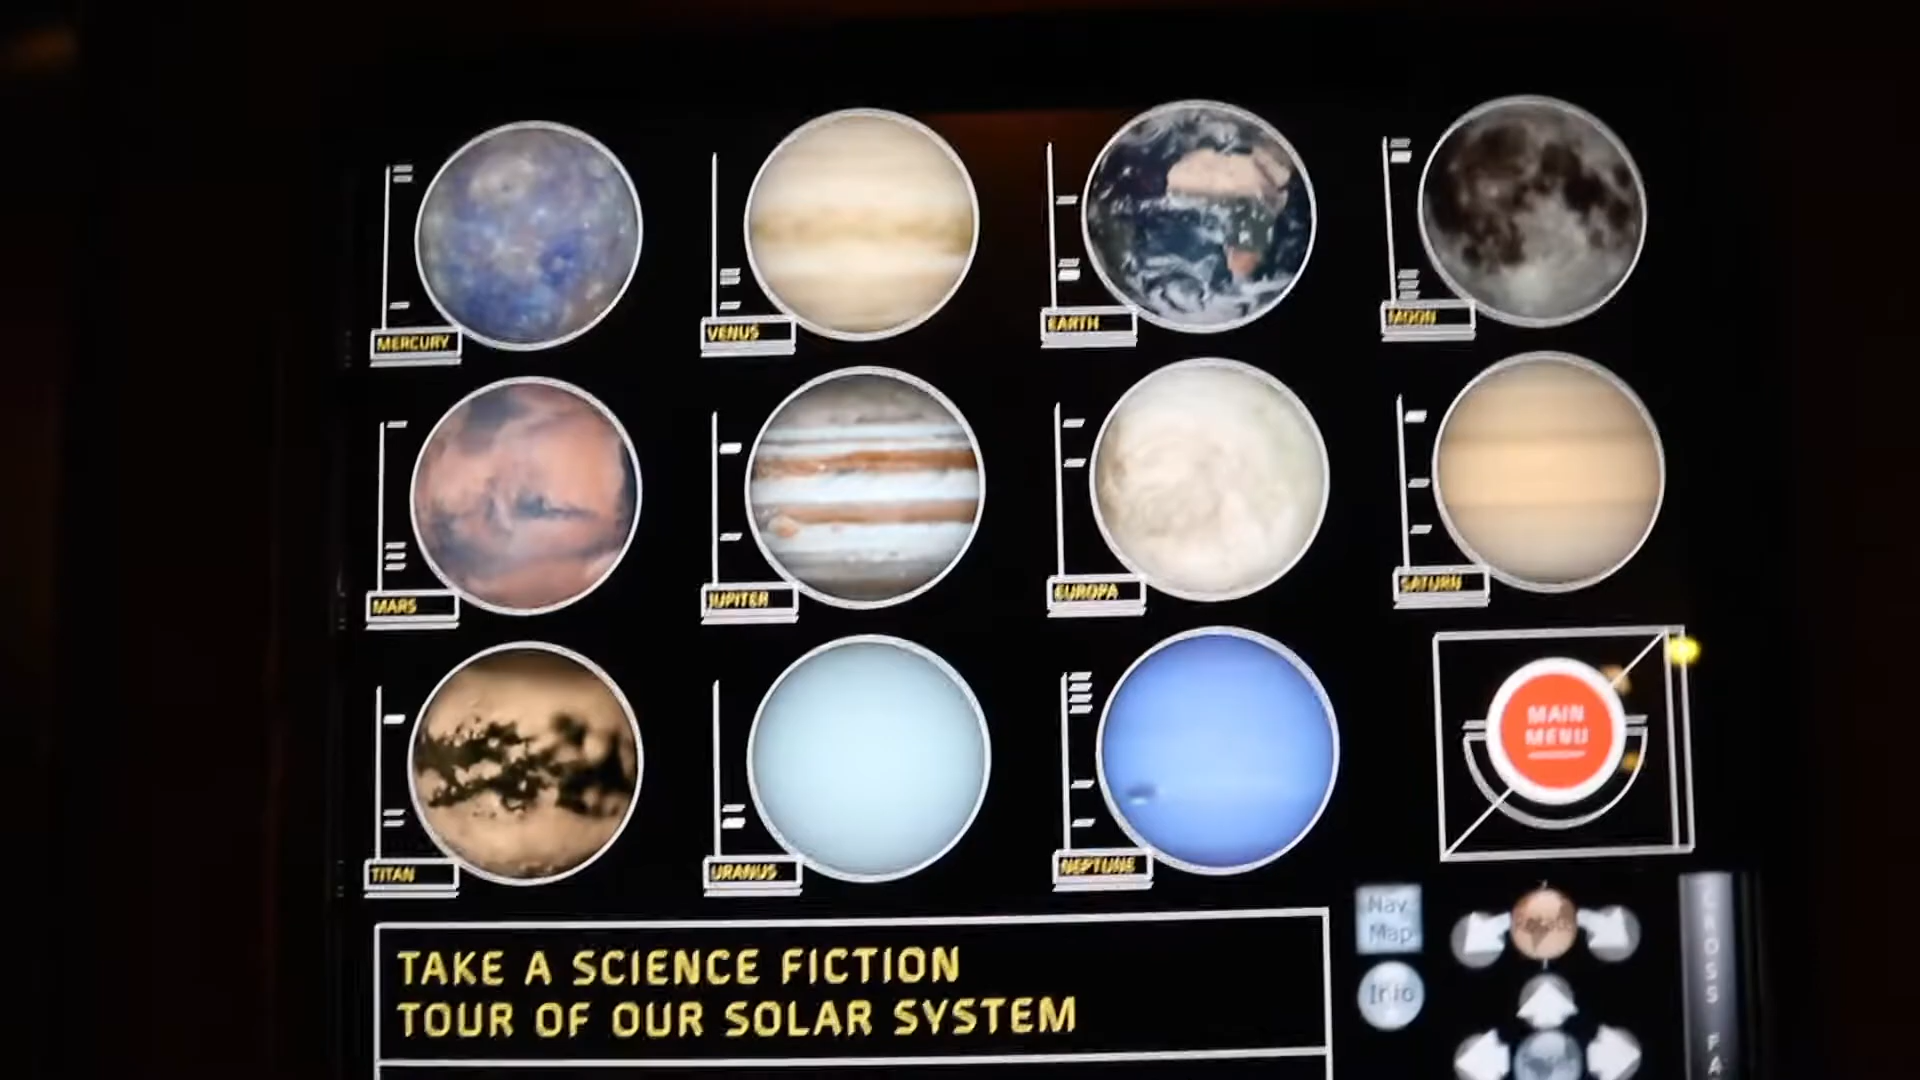 MERCURY
VENUS
EARTH
MOON
MARS
JUPITER
EUROPA
SATURN
TITAN
URANUS
NEPTUNE
MAIN
MENU
TAKE A SCIENCE FICTION
TOUR OF OUR SOLAR SYSTEM
Nav
Map
Info